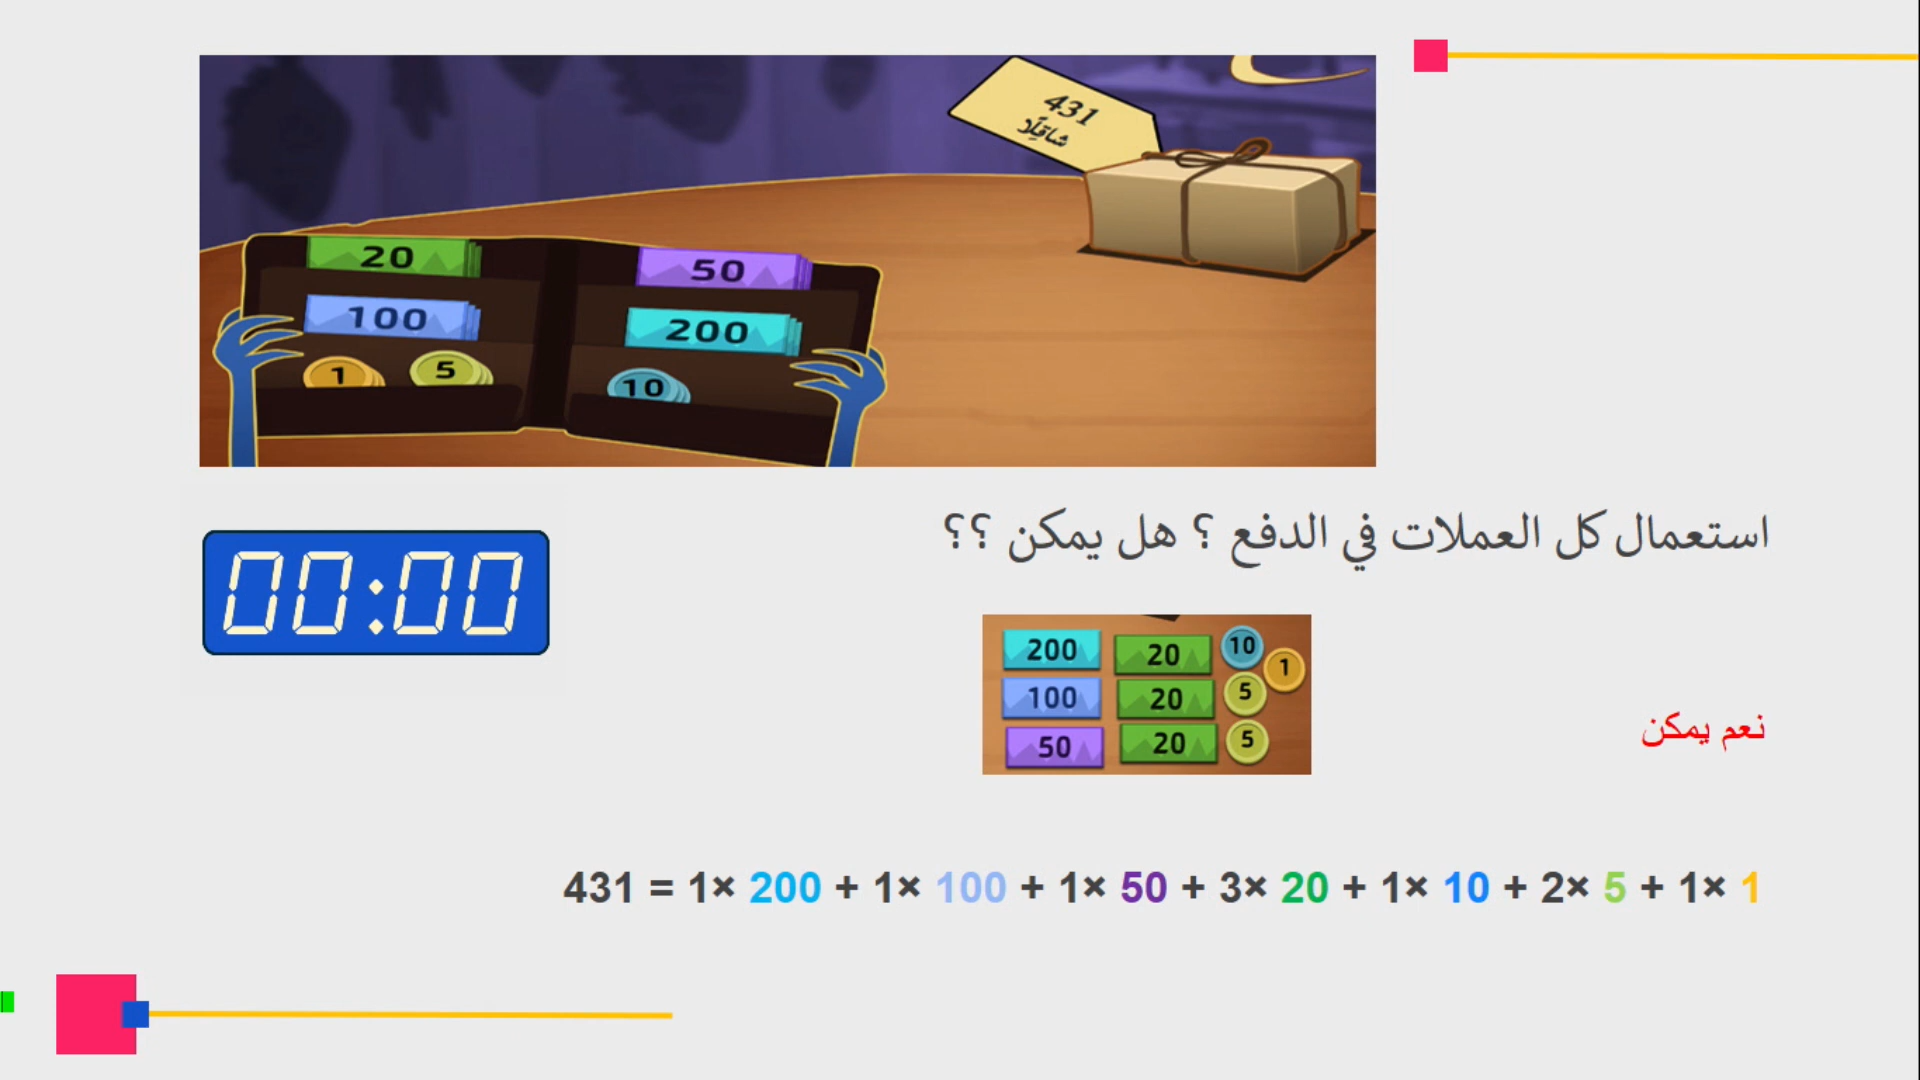 431
شاقِلًا
20
50
100
200
1
5
10
استعمال كل العملات في الدفع ؟ هل يمكن ؟؟
00:00
200 20 10 1
100 20 5
50 20 5
نعم يمكن
431 = 1× 200 + 1× 100 + 1× 50 + 3× 20 + 1× 10 + 2× 5 + 1× 1